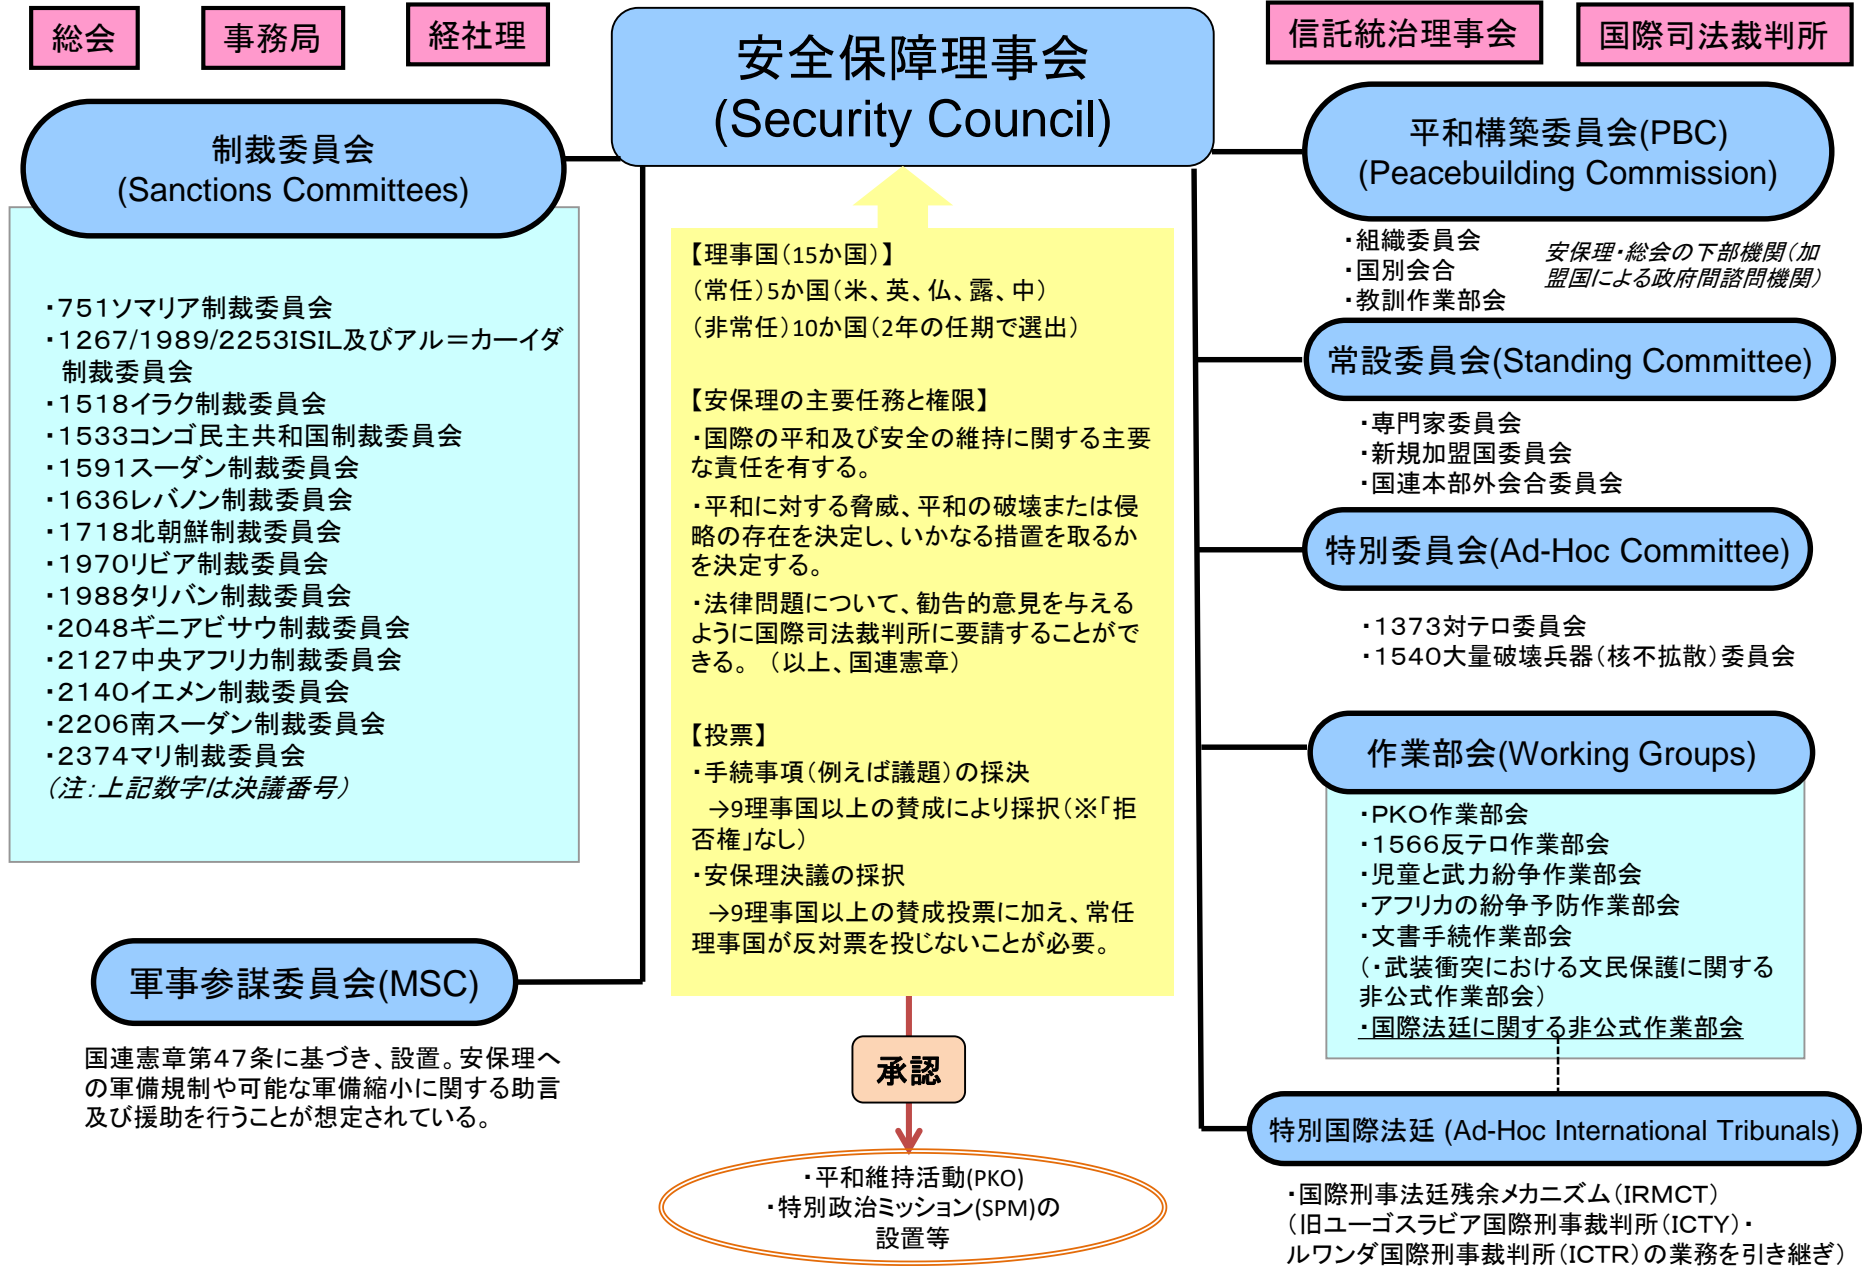 総会
事務局
経社理
安全保障理事会
(Security Council)
信託統治理事会
国際司法裁判所
制裁委員会
(Sanctions Committees)
・751ソマリア制裁委員会
・1267/1989/2253ISIL及びアル＝カーイダ
制裁委員会
・1518イラク制裁委員会
・1533コンゴ民主共和国制裁委員会
・1591スーダン制裁委員会
・1636レバノン制裁委員会
・1718北朝鮮制裁委員会
・1970リビア制裁委員会
・1988タリバン制裁委員会
・2048ギニアビサウ制裁委員会
・2127中央アフリカ制裁委員会
・2140イエメン制裁委員会
・2206南スーダン制裁委員会
・2374マリ制裁委員会
（注：上記数字は決議番号）
軍事参謀委員会(MSC)
国連憲章第47条に基づき、設置。安保理へ
の軍備規制や可能な軍備縮小に関する助言
及び援助を行うことが想定されている。
【理事国（15か国）】
（常任）5か国（米、英、仏、露、中）
（非常任）10か国（2年の任期で選出）
【安保理の主要任務と権限】
・国際の平和及び安全の維持に関する主要
な責任を有する。
・平和に対する脅威、平和の破壊または侵
略の存在を決定し、いかなる措置を取るか
を決定する。
・法律問題について、勧告的意見を与える
ように国際司法裁判所に要請することがで
きる。（以上、国連憲章）
【投票】
・手続事項（例えば議題）の採決
→9理事国以上の賛成により採択（※「拒
否権」なし）
・安保理決議の採択
→9理事国以上の賛成投票に加え、常任
理事国が反対票を投じないことが必要。
承認
・平和維持活動(PKO)
・特別政治ミッション(SPM)の
設置等
平和構築委員会(PBC)
(Peacebuilding Commission)
・組織委員会
・国別会合
・教訓作業部会
安保理・総会の下部機関（加
盟国による政府間諮問機関）
常設委員会(Standing Committee)
・専門家委員会
・新規加盟国委員会
・国連本部外会合委員会
特別委員会(Ad-Hoc Committee)
・1373対テロ委員会
・1540大量破壊兵器（核不拡散）委員会
作業部会(Working Groups)
・PKO作業部会
・1566反テロ作業部会
・児童と武力紛争作業部会
・アフリカの紛争予防作業部会
・文書手続作業部会
（・武装衝突における文民保護に関する
非公式作業部会）
・国際法廷に関する非公式作業部会
特別国際法廷 (Ad-Hoc International Tribunals)
・国際刑事法廷残余メカニズム（IRMCT）
（旧ユーゴスラビア国際刑事裁判所（ICTY）・
ルワンダ国際刑事裁判所（ICTR）の業務を引き継ぎ）